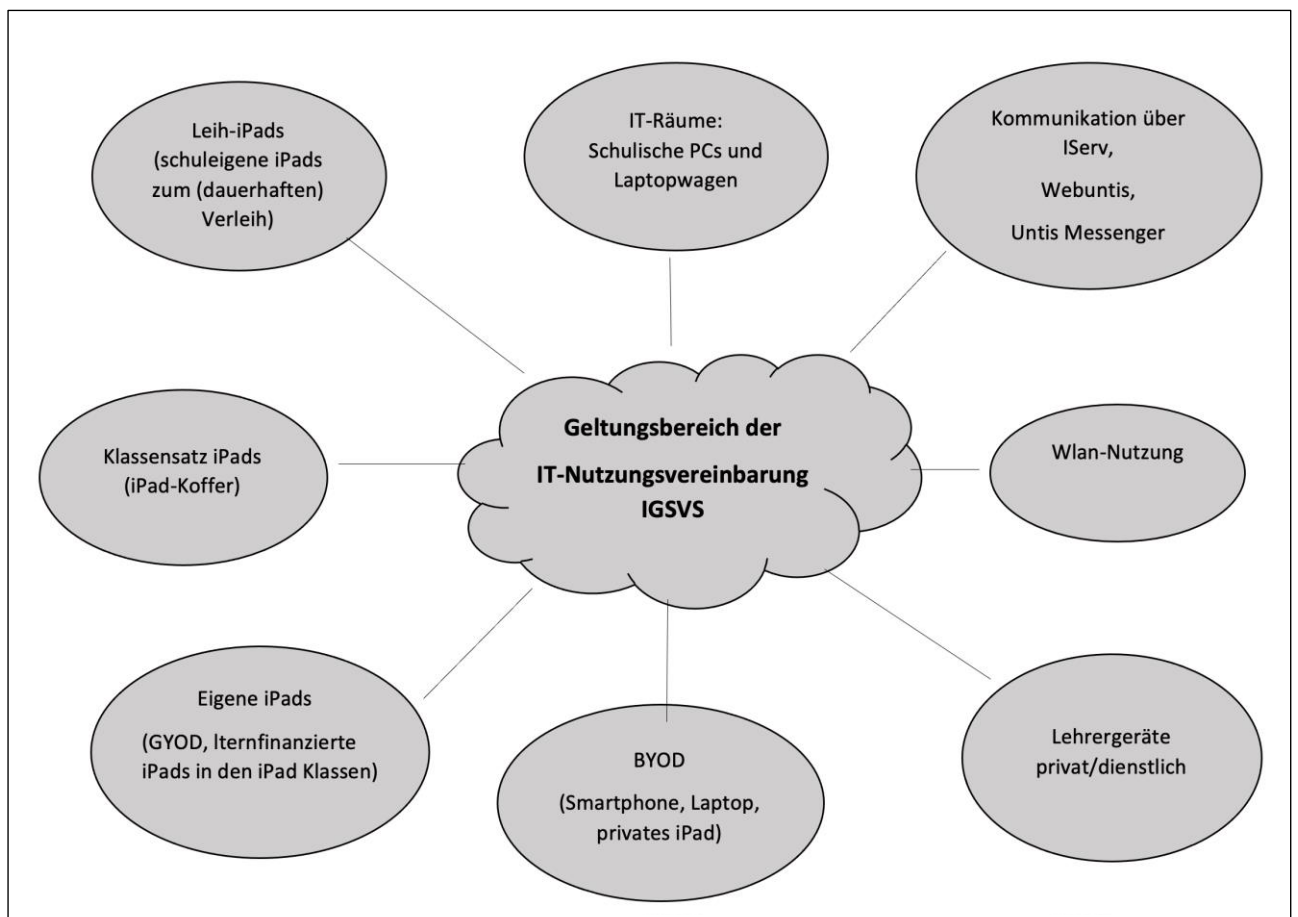 Leih-iPads
(schuleigene iPads
zum (dauerhaften)
Verleih)
IT-Räume:
Schulische PCs und
Laptopwagen
Kommunikation über
IServ,
Webuntis,
Untis Messenger
Geltungsbereich der
IT-Nutzungsvereinbarung
IGSVS
Klassensatz iPads
(iPad-Koffer)
Wlan-Nutzung
Eigene iPads
(GYOD, lternfinanzierte
iPads in den iPad Klassen)
BYOD
(Smartphone, Laptop,
privates iPad)
Lehrergeräte
privat/dienstlich